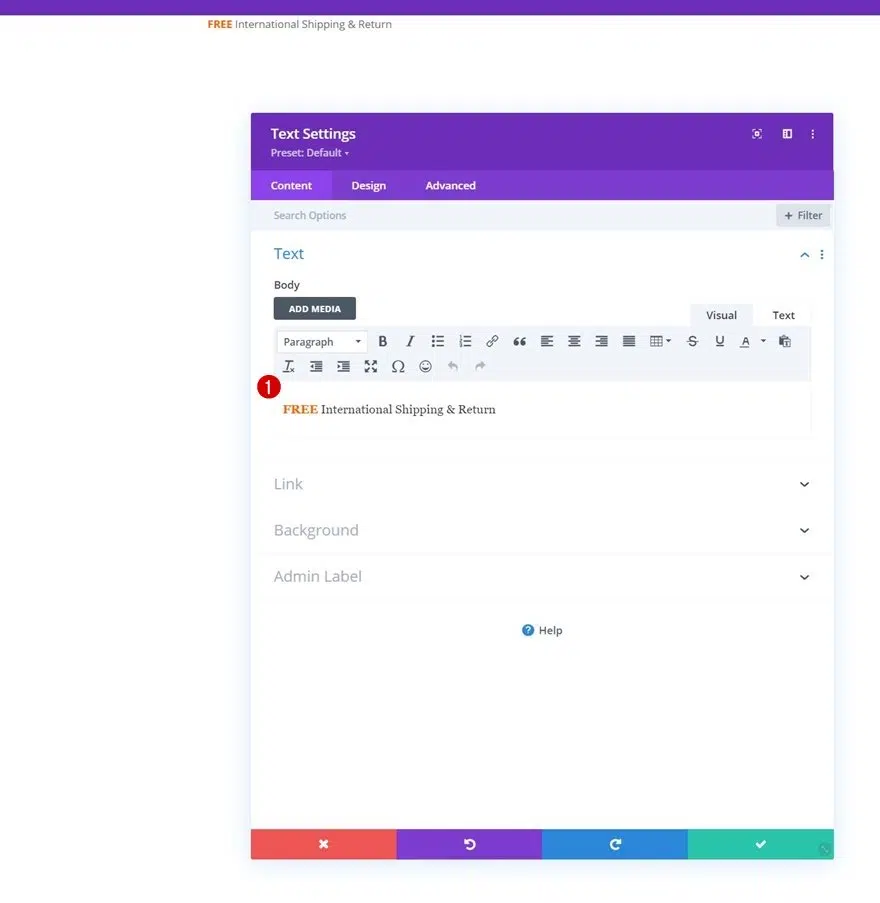 FREE International Shipping & Return
Text Settings
Preset: Default
Content Design Advanced
Search Options + Filter
Text
Body
ADD MEDIA
Visual Text
Paragraph B I
1
FREE International Shipping & Return
Link
Background
Admin Label
? Help